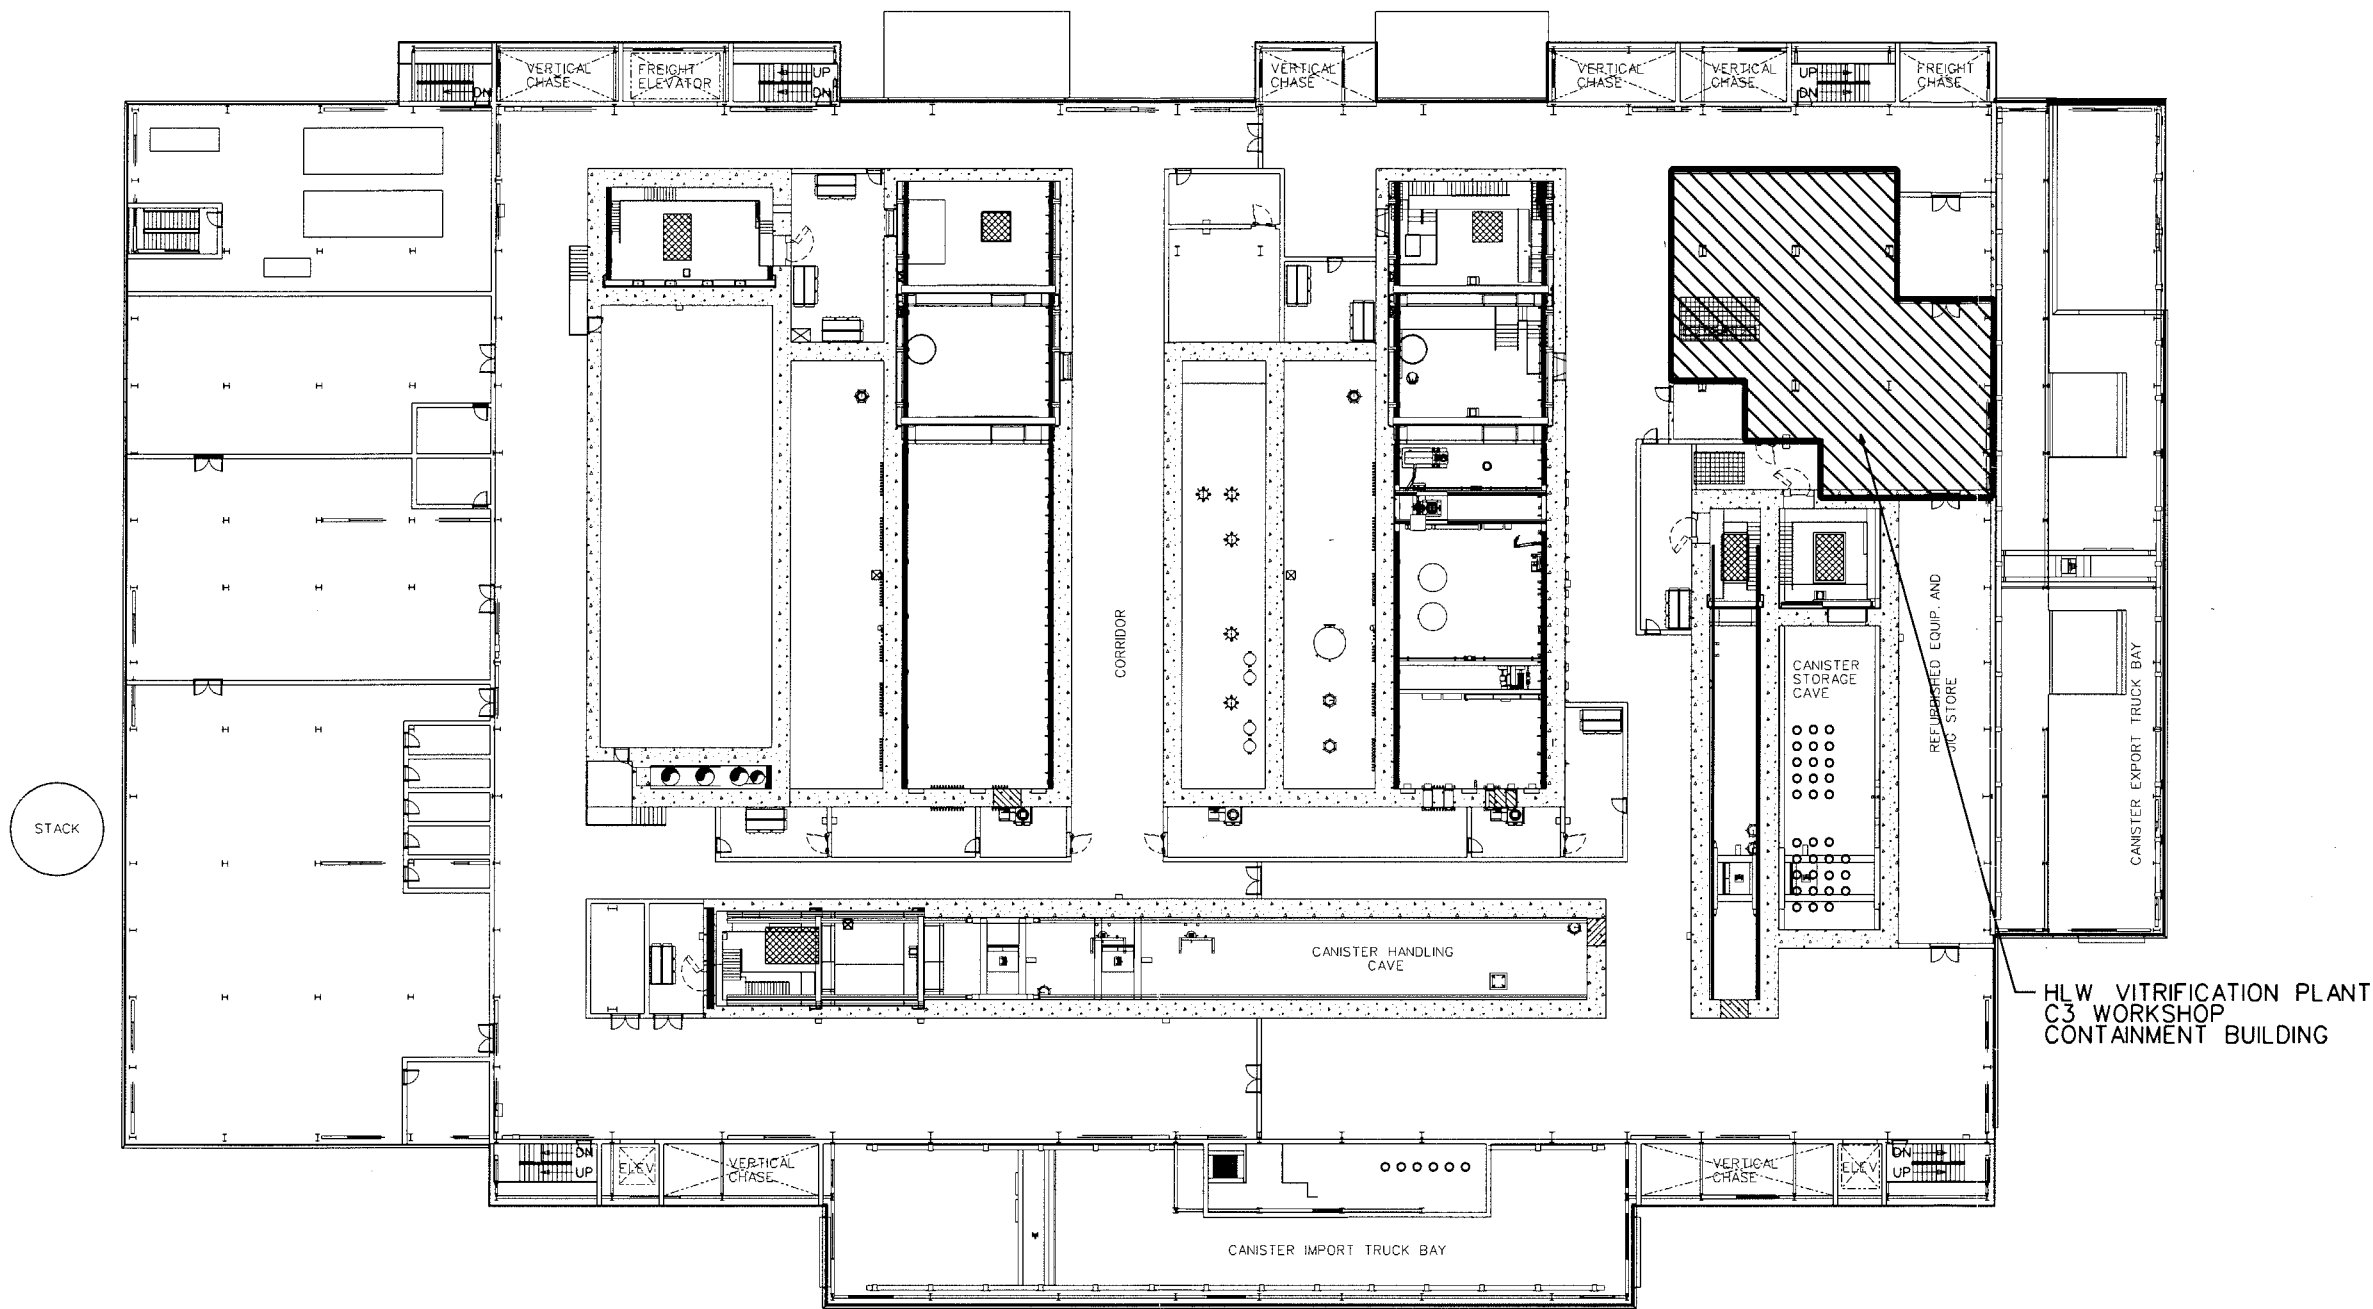 VERTICAL
CHASE
FREIGHT
ELEVATOR
UP
DN
DN
VERTICAL
CHASE
VERTICAL
CHASE
VERTICAL
CHASE
UP
DN
FREIGHT
CHASE
CORRIDOR
CANISTER
STORAGE
CAVE
REFURBISHED EQUIP. AND
JIG STORE
CANISTER EXPORT TRUCK BAY
STACK
CANISTER HANDLING
CAVE
HLW VITRIFICATION PLANT
C3 WORKSHOP
CONTAINMENT BUILDING
DN
UP
ELEV
VERTICAL
CHASE
VERTICAL
CHASE
ELEV
DN
UP
CANISTER IMPORT TRUCK BAY